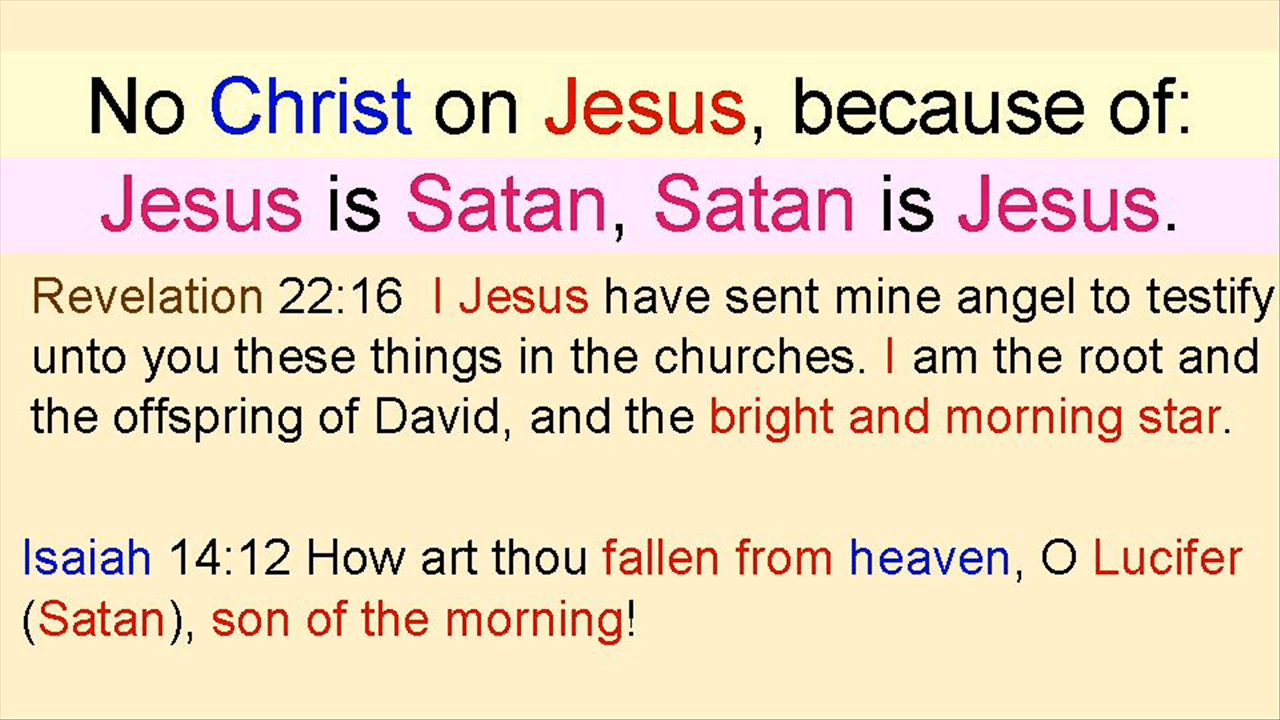 No Christ on Jesus, because of:
Jesus is Satan, Satan is Jesus.
Revelation 22:16 I Jesus have sent mine angel to testify
unto you these things in the churches. I am the root and
the offspring of David, and the bright and morning star.
Isaiah 14:12 How art thou fallen from heaven, O Lucifer
(Satan), son of the morning!